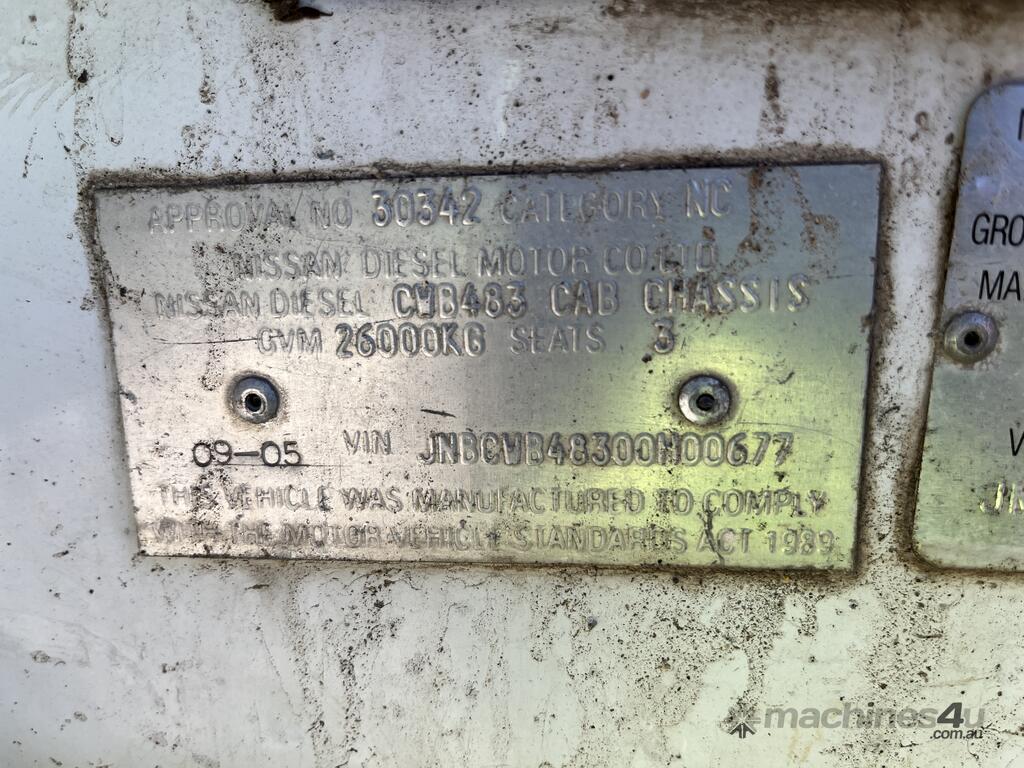 APPROVAL NO 30342 CATEGORY NC
NISSAN DIESEL MOTOR CO.LTD.
NISSAN DIESEL CWB483 CAB CHASSIS
GVM 26000KG SEATS 3
09-05 VIN JNBCWB48300H00677
THIS VEHICLE WAS MANUFACTURED TO COMPLY
WITH THE MOTOR VEHICLE STANDARDS ACT 1989
GRO
MA
V
machines4u
.com.au